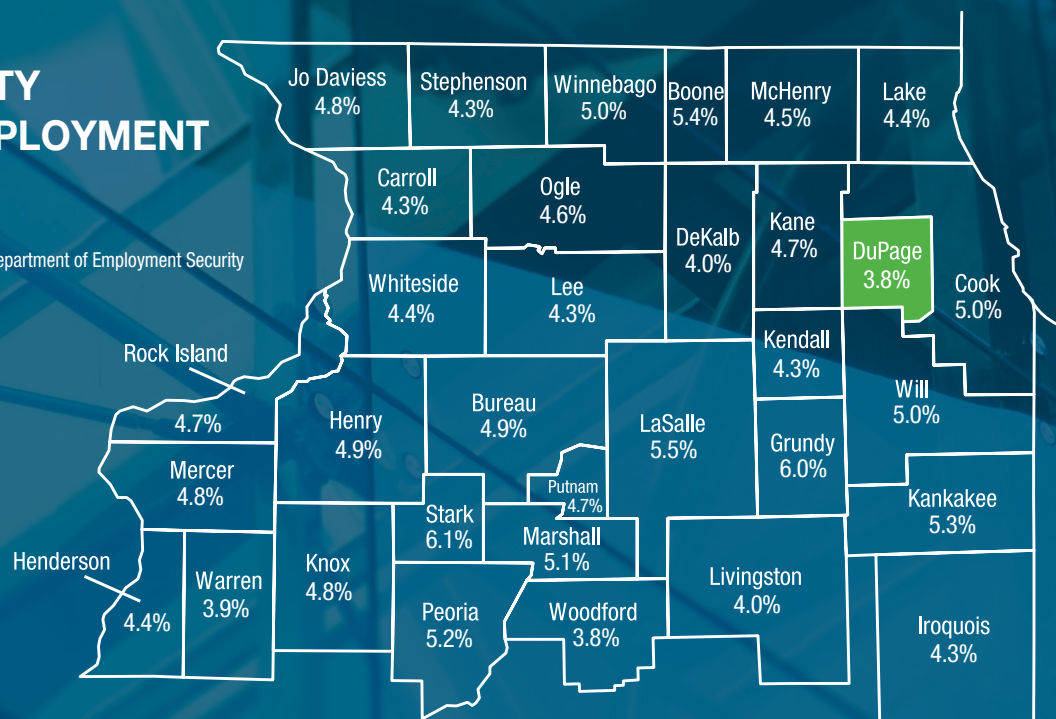 TY
PLOYMENT
epartment of Employment Security
Jo Daviess
4.8%
Stephenson
4.3%
Winnebago
5.0%
Boone
5.4%
McHenry
4.5%
Lake
4.4%
Carroll
4.3%
Ogle
4.6%
DeKalb
4.0%
Kane
4.7%
DuPage
3.8%
Cook
5.0%
Whiteside
4.4%
Lee
4.3%
Kendall
4.3%
Will
5.0%
Rock Island
4.7%
Henry
4.9%
Bureau
4.9%
LaSalle
5.5%
Grundy
6.0%
Mercer
4.8%
Putnam
4.7%
Kankakee
5.3%
Stark
6.1%
Marshall
5.1%
Henderson
4.4%
Warren
3.9%
Knox
4.8%
Peoria
5.2%
Woodford
3.8%
Livingston
4.0%
Iroquois
4.3%